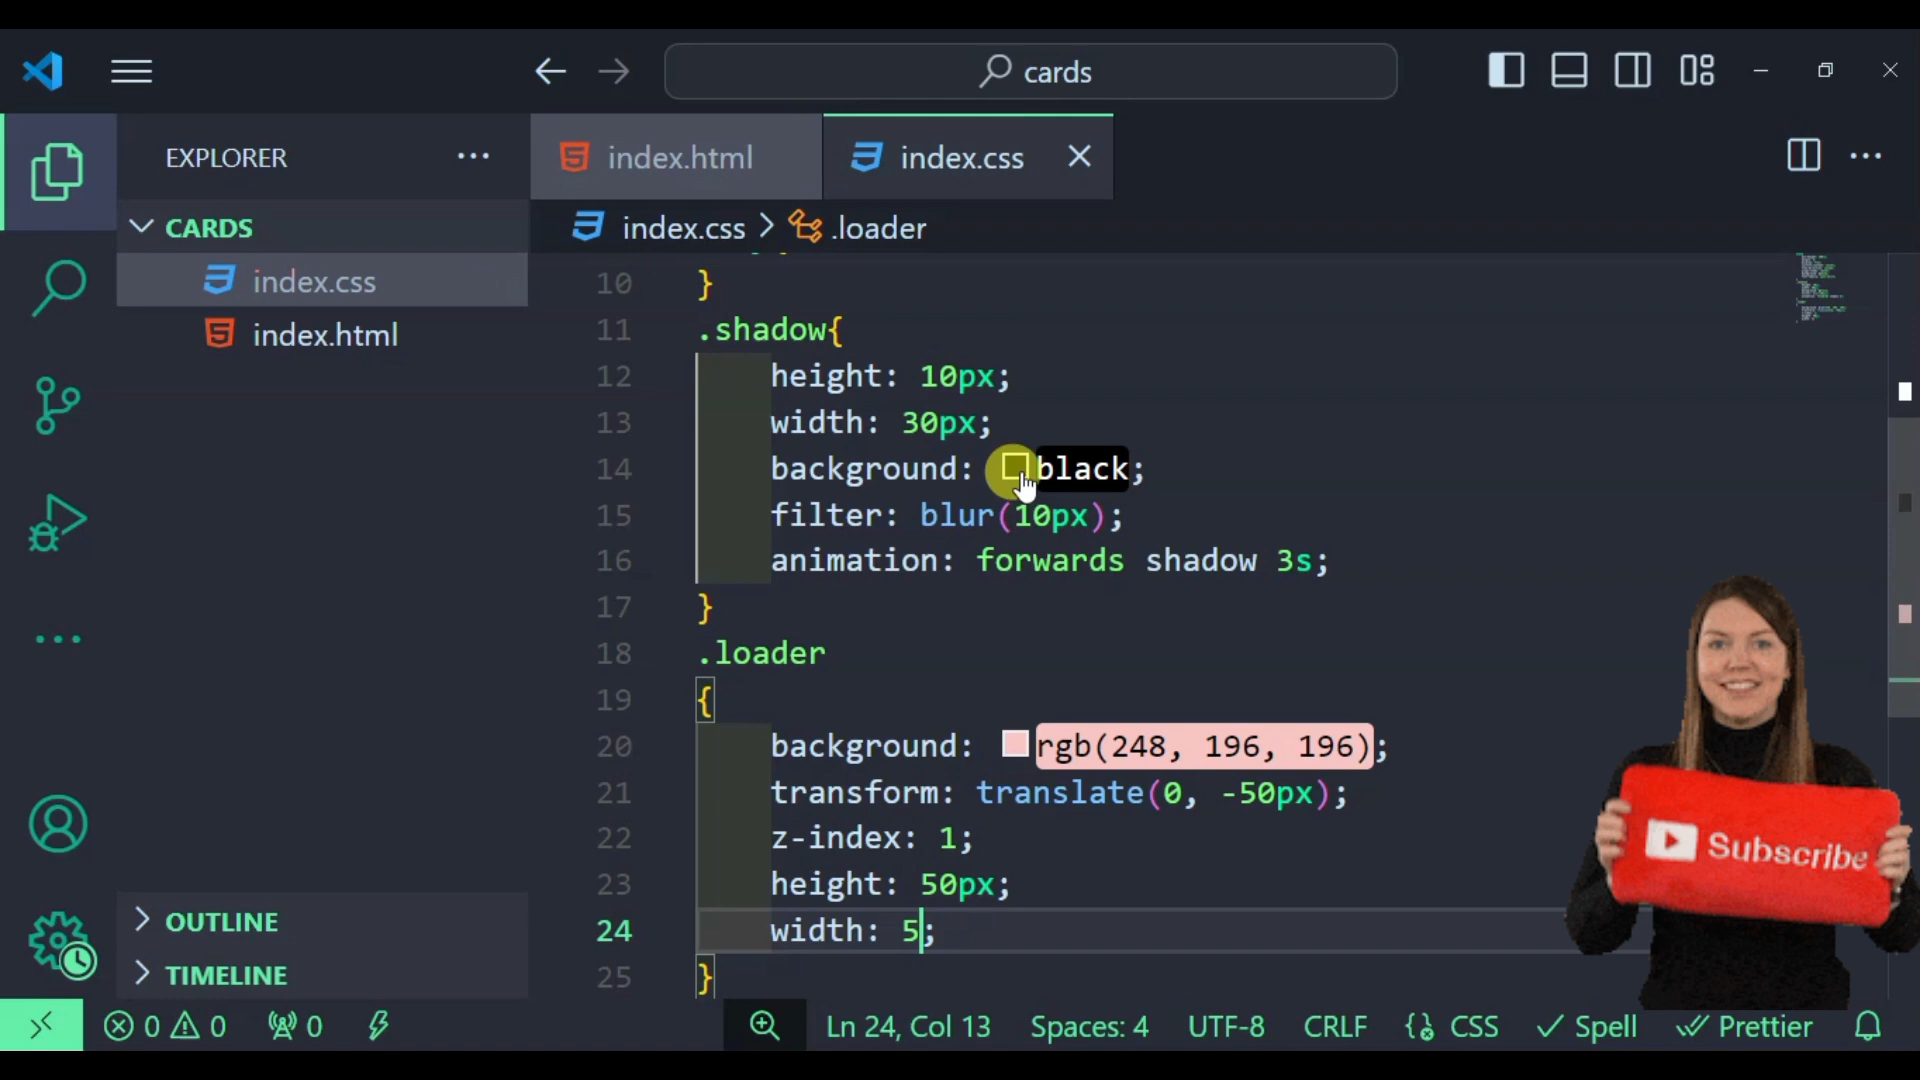 cards
EXPLORER
CARDS
index.css
index.html
OUTLINE
TIMELINE
index.html
index.css
index.css > .loader
10 }
11 .shadow{
12 height: 10px;
13 width: 30px;
14 background: black;
15 filter: blur(10px);
16 animation: forwards shadow 3s;
17 }
18 .loader
19 {
20 background: rgb(248, 196, 196);
21 transform: translate(0, -50px);
22 z-index: 1;
23 height: 50px;
24 width: 5;
25 }
Subscribe
0 0 0 Ln 24, Col 13 Spaces: 4 UTF-8 CRLF CSS Spell Prettier